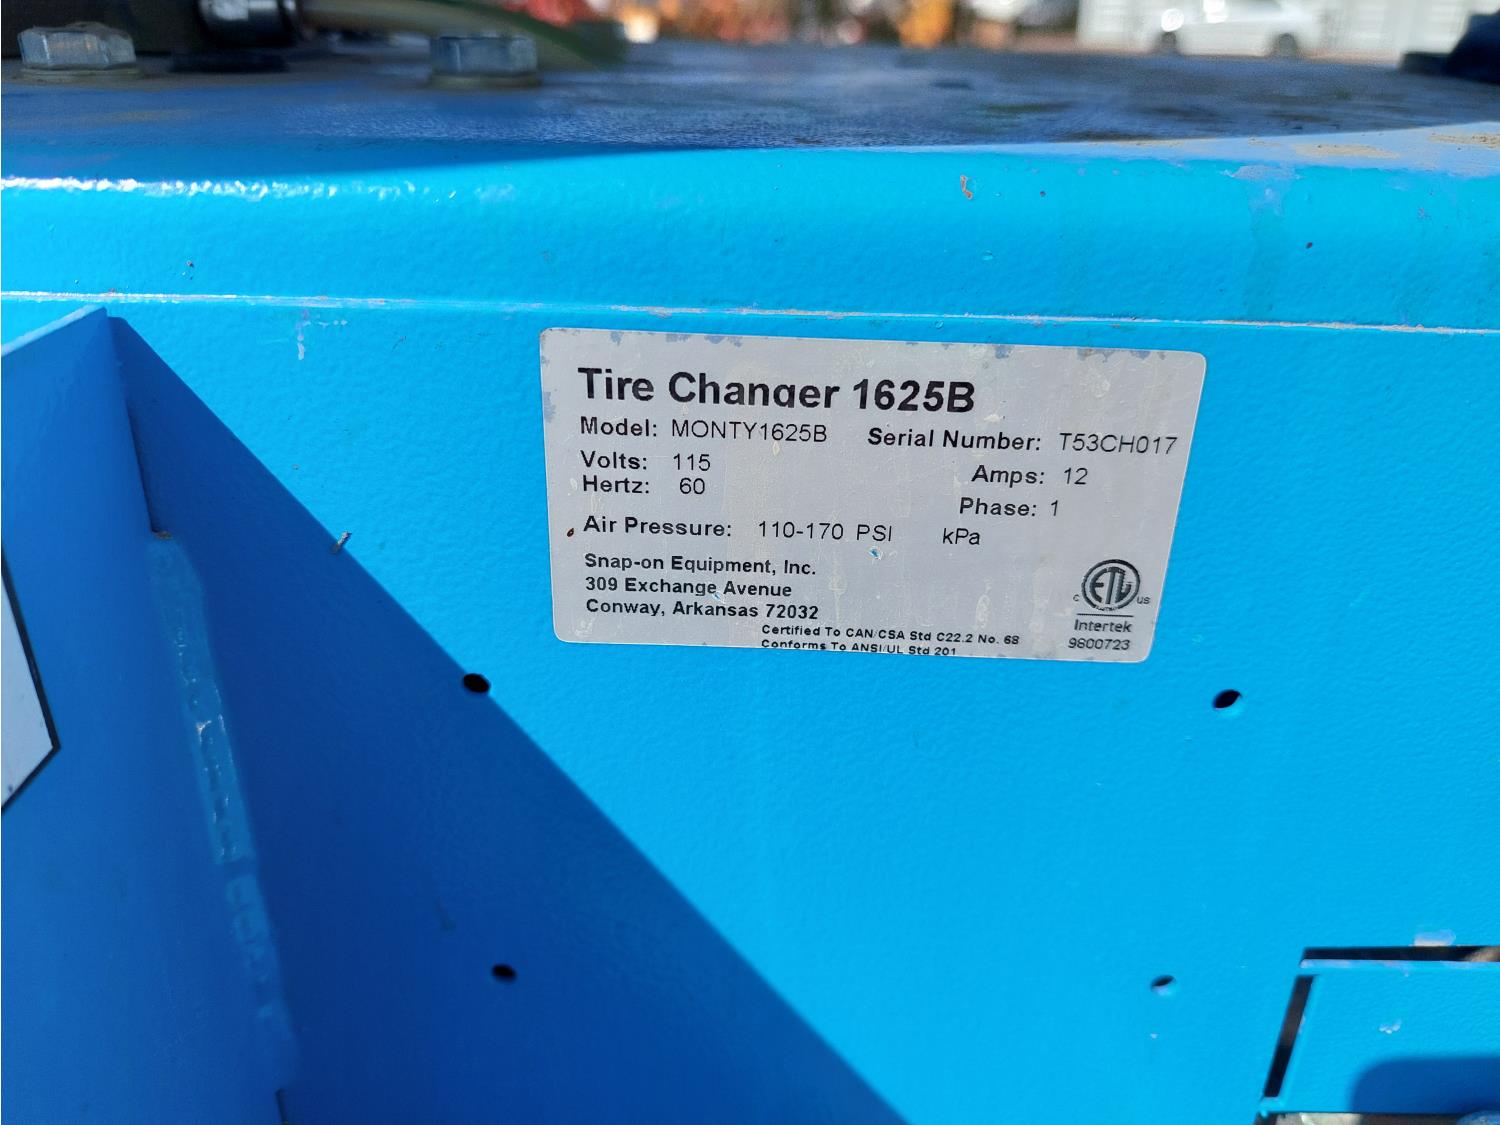 Tire Changer 1625B
Model: MONTY1625B Serial Number: T53CH017
Volts: 115 Amps: 12
Hertz: 60 Phase: 1
Air Pressure: 110-170 PSI kPa
Snap-on Equipment, Inc.
309 Exchange Avenue
Conway, Arkansas 72032
Certified To CAN/CSA Std C22.2 No. 68
Conforms To ANSI/UL Std 201
c ETL us
Intertek
9800723